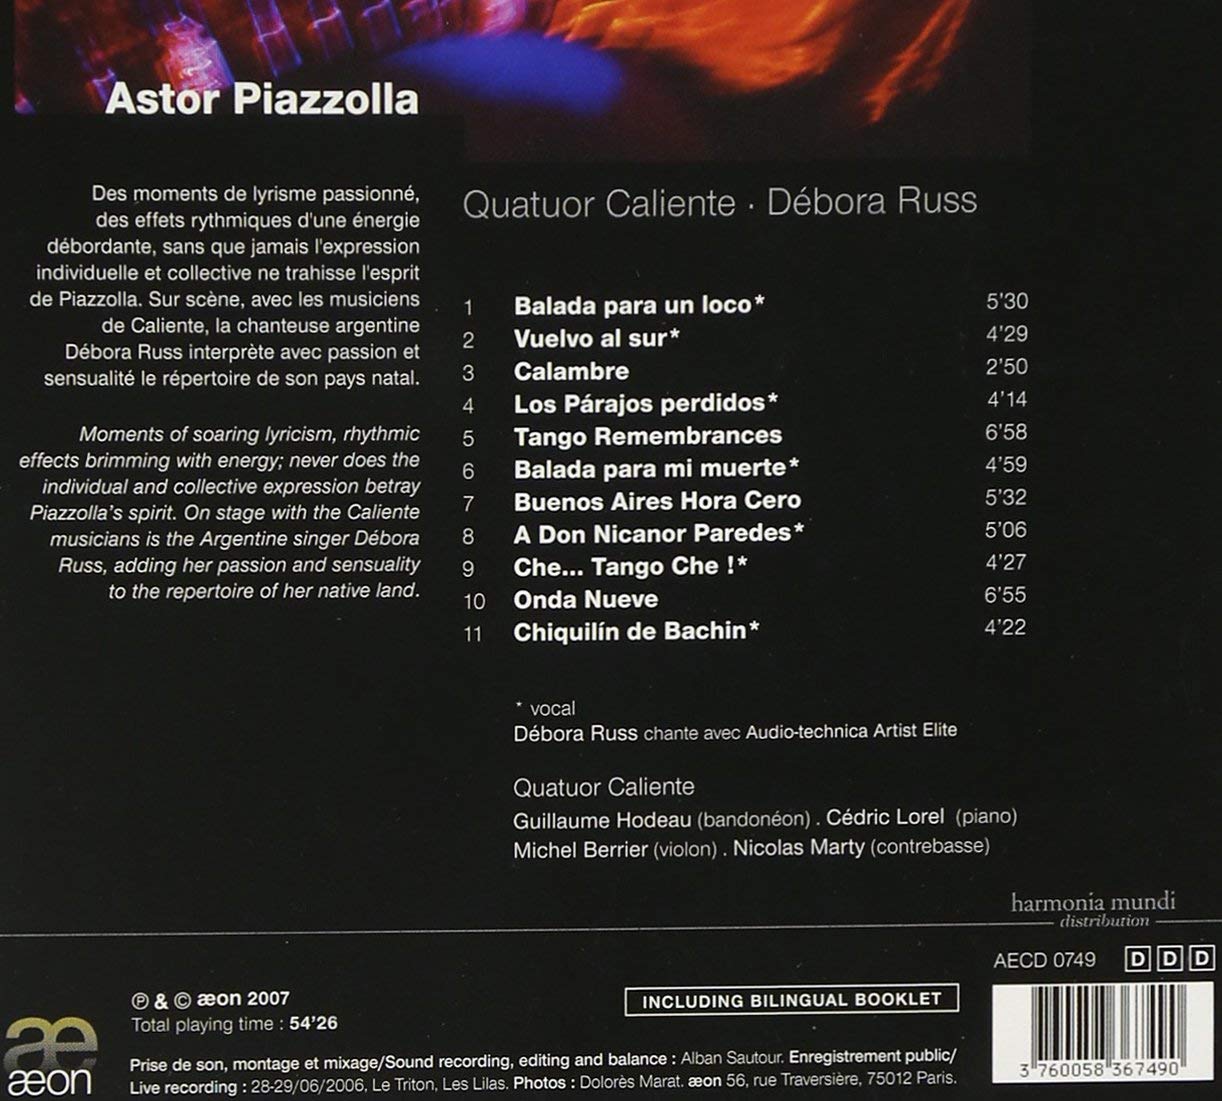 Astor Piazzolla
Des moments de lyrisme passionné,
des effets rythmiques d'une énergie
débordante, sans que jamais l'expression
individuelle et collective ne trahisse l'esprit
de Piazzolla. Sur scène, avec les musiciens
de Caliente, la chanteuse argentine
Débora Russ interprète avec passion et
sensualité le répertoire de son pays natal.
Moments of soaring lyricism, rhythmic
effects brimming with energy; never does the
individual and collective expression betray
Piazzolla's spirit. On stage with the Caliente
musicians is the Argentine singer Débora
Russ, adding her passion and sensuality
to the repertoire of her native land.
Quatuor Caliente · Débora Russ
1 Balada para un loco* 5'30
2 Vuelvo al sur* 4'29
3 Calambre 2'50
4 Los Párajos perdidos* 4'14
5 Tango Remembrances 6'58
6 Balada para mi muerte* 4'59
7 Buenos Aires Hora Cero 5'32
8 A Don Nicanor Paredes* 5'06
9 Che... Tango Che !* 4'27
10 Onda Nueve 6'55
11 Chiquilín de Bachin* 4'22
* vocal
Débora Russ chante avec Audio-technica Artist Elite
Quatuor Caliente
Guillaume Hodeau (bandonéon) . Cédric Lorel (piano)
Michel Berrier (violon) . Nicolas Marty (contrebasse)
harmonia mundi
distribution
AECD 0749 D D D
℗ & © æon 2007
Total playing time : 54'26
INCLUDING BILINGUAL BOOKLET
Prise de son, montage et mixage/Sound recording, editing and balance : Alban Sautour. Enregistrement public/
Live recording : 28-29/06/2006, Le Triton, Les Lilas. Photos : Dolorès Marat. æon 56, rue Traversière, 75012 Paris.
æ
æon
3 760058 367490